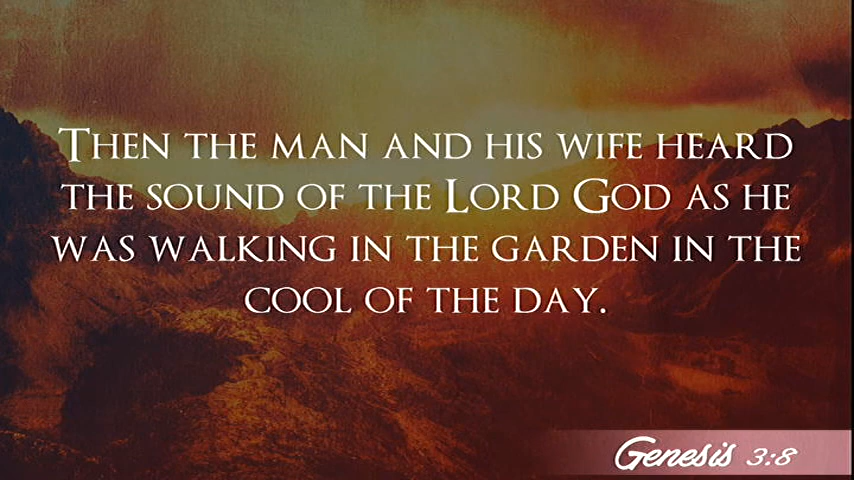 Then the man and his wife heard
the sound of the Lord God as he
was walking in the garden in the
cool of the day.
Genesis 3:8